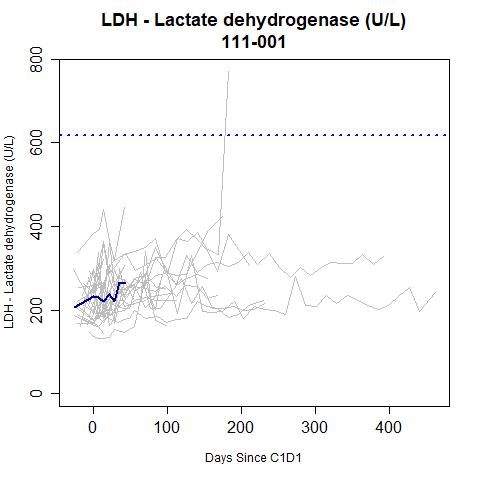 LDH - Lactate dehydrogenase (U/L)
111-001
LDH - Lactate dehydrogenase (U/L)
800
600
400
200
0
0 100 200 300 400
Days Since C1D1